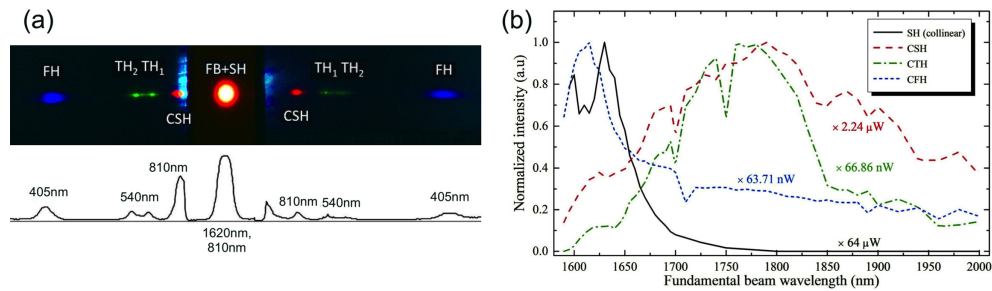 (a)
FH
TH₂ TH₁
FB+SH
TH₁ TH₂
FH
CSH
CSH
810nm
405nm
540nm
810nm
540nm
405nm
1620nm,
810nm
(b)
Normalized intensity (a.u)
1.0
0.8
0.6
0.4
0.2
0.0
SH (collinear)
CSH
CTH
CFH
× 2.24 µW
× 66.86 nW
× 63.71 nW
× 64 µW
1600 1650 1700 1750 1800 1850 1900 1950 2000
Fundamental beam wavelength (nm)